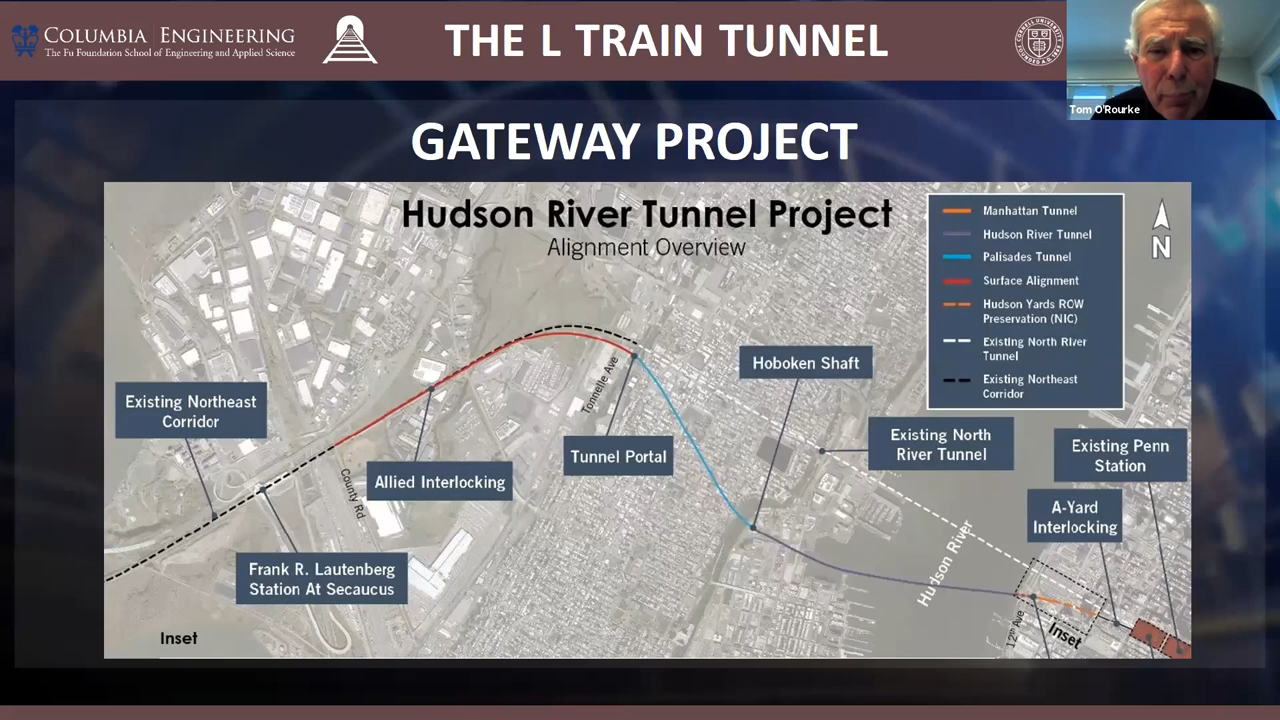 COLUMBIA ENGINEERING
The Fu Foundation School of Engineering and Applied Science
THE L TRAIN TUNNEL
Tom O'Rourke
GATEWAY PROJECT
Hudson River Tunnel Project
Alignment Overview
Manhattan Tunnel
Hudson River Tunnel
Palisades Tunnel
Surface Alignment
Hudson Yards ROW
Preservation (NIC)
Existing North River
Tunnel
Existing Northeast
Corridor
N
Existing Northeast
Corridor
Tonnelle Ave
Hoboken Shaft
Tunnel Portal
Existing North
River Tunnel
Existing Penn
Station
Allied Interlocking
County Rd
A-Yard
Interlocking
Hudson River
Frank R. Lautenberg
Station At Secaucus
12th Ave
Inset
Inset